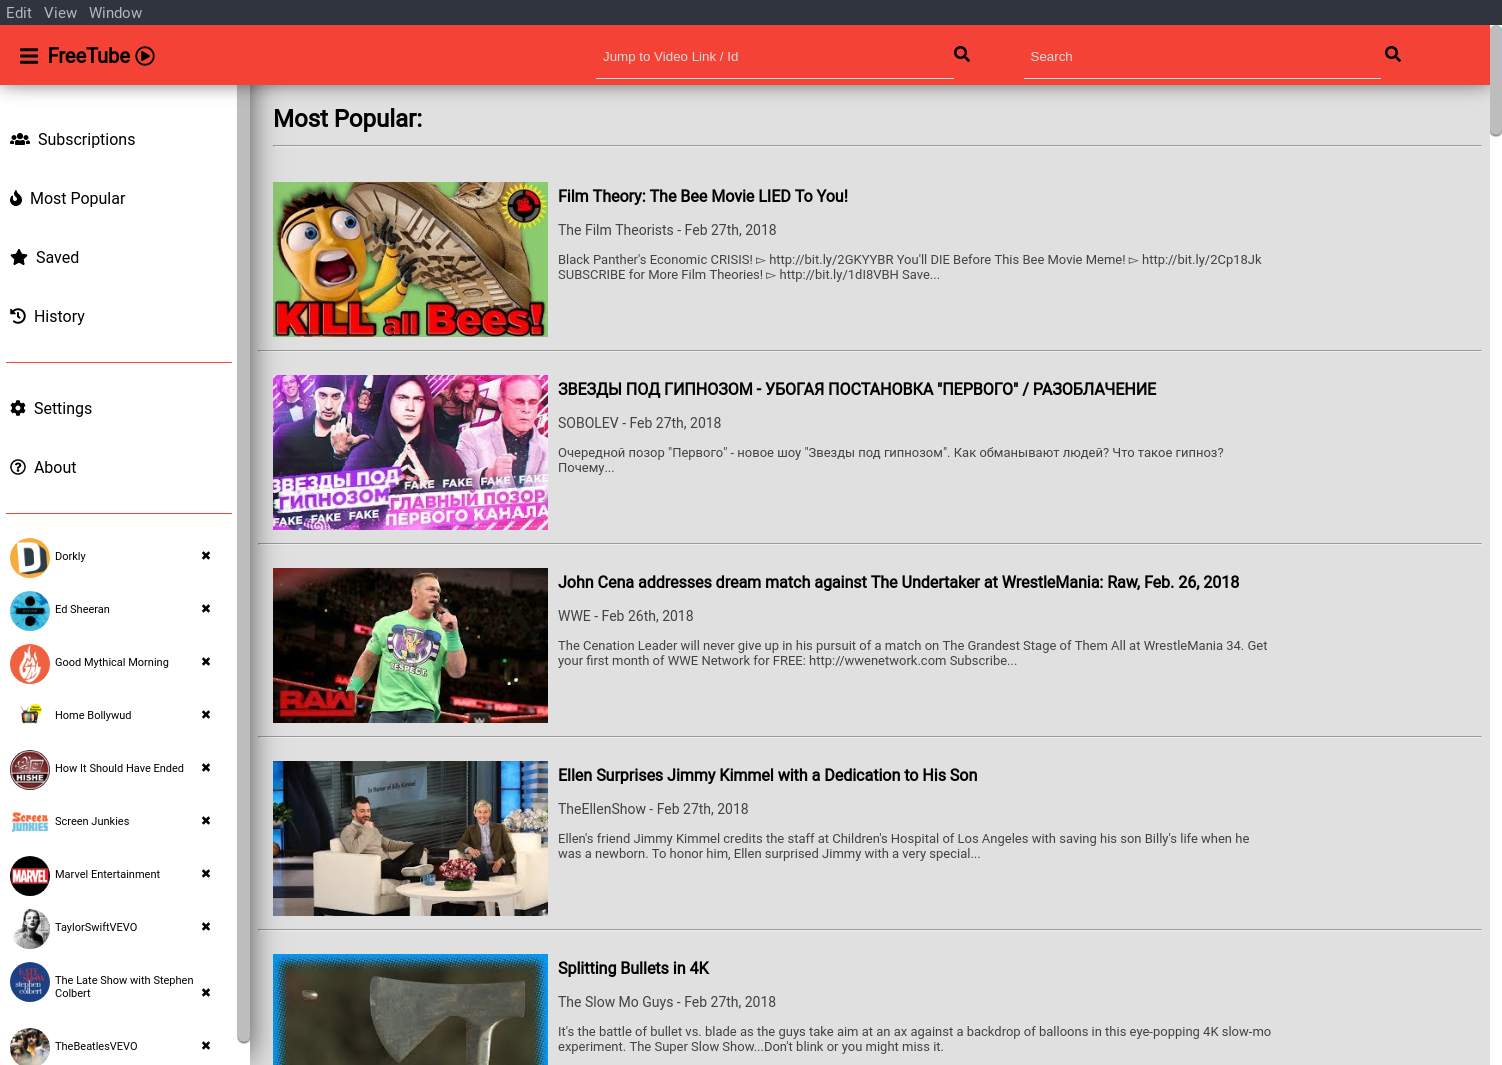 Edit View Window
FreeTube
Jump to Video Link / Id
Search
Subscriptions
Most Popular
Saved
History
Settings
About
Dorkly
Ed Sheeran
Good Mythical Morning
Home Bollywud
How It Should Have Ended
Screen Junkies
Marvel Entertainment
TaylorSwiftVEVO
The Late Show with Stephen
Colbert
TheBeatlesVEVO
HISHE
Screen
JUNKIES
MARVEL
stephen
colbert
Most Popular:
KILL all Bees!
Film Theory: The Bee Movie LIED To You!
The Film Theorists - Feb 27th, 2018
Black Panther's Economic CRISIS! ▻ http://bit.ly/2GKYYBR You'll DIE Before This Bee Movie Meme! ▻ http://bit.ly/2Cp18Jk
SUBSCRIBE for More Film Theories! ▻ http://bit.ly/1dI8VBH Save...
ЗВЕЗДЫ ПОД
ГИПНОЗОМ
FAKE FAKE FAKE FAKE
ГЛАВНЫЙ ПОЗОР
FAKE FAKE FAKE
ПЕРВОГО КАНАЛА
ЗВЕЗДЫ ПОД ГИПНОЗОМ - УБОГАЯ ПОСТАНОВКА "ПЕРВОГО" / РАЗОБЛАЧЕНИЕ
SOBOLEV - Feb 27th, 2018
Очередной позор "Первого" - новое шоу "Звезды под гипнозом". Как обманывают людей? Что такое гипноз?
Почему...
RESPECT.
RAW
John Cena addresses dream match against The Undertaker at WrestleMania: Raw, Feb. 26, 2018
WWE - Feb 26th, 2018
The Cenation Leader will never give up in his pursuit of a match on The Grandest Stage of Them All at WrestleMania 34. Get
your first month of WWE Network for FREE: http://wwenetwork.com Subscribe...
In Honor of Billy Kimmel
Ellen Surprises Jimmy Kimmel with a Dedication to His Son
TheEllenShow - Feb 27th, 2018
Ellen's friend Jimmy Kimmel credits the staff at Children's Hospital of Los Angeles with saving his son Billy's life when he
was a newborn. To honor him, Ellen surprised Jimmy with a very special...
Splitting Bullets in 4K
The Slow Mo Guys - Feb 27th, 2018
It's the battle of bullet vs. blade as the guys take aim at an ax against a backdrop of balloons in this eye-popping 4K slow-mo
experiment. The Super Slow Show...Don't blink or you might miss it.